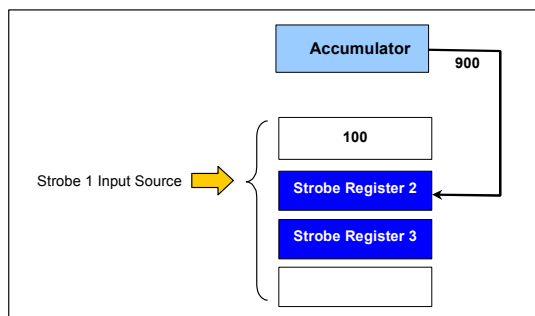 Accumulator
900
100
Strobe 1 Input Source
Strobe Register 2
Strobe Register 3